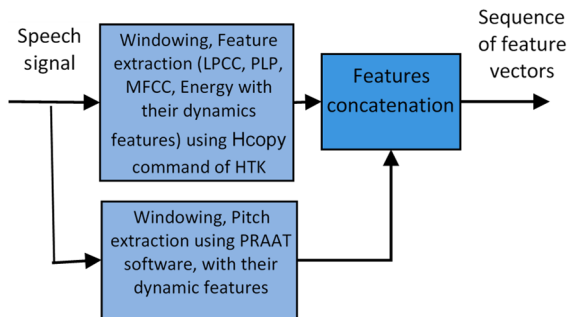 Speech
signal
Windowing, Feature
extraction (LPCC, PLP,
MFCC, Energy with
their dynamics
features) using Hcopy
command of HTK
Features
concatenation
Sequence
of feature
vectors
Windowing, Pitch
extraction using PRAAT
software, with their
dynamic features